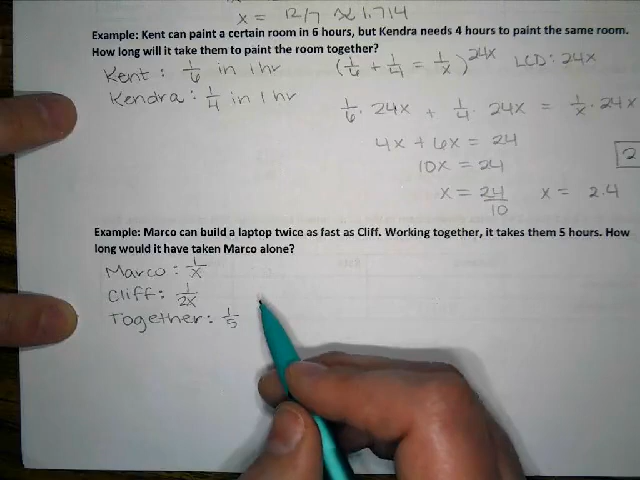 x = 12/7 ≈ 1.714
Example: Kent can paint a certain room in 6 hours, but Kendra needs 4 hours to paint the same room.
How long will it take them to paint the room together?
Kent: 1/6 in 1 hr
(1/6 + 1/4 = 1/x) 24x LCD: 24x
Kendra: 1/4 in 1 hr
1/6 · 24x + 1/4 · 24x = 1/x · 24x
4x + 6x = 24
10x = 24
2
x = 24/10 x = 2.4
Example: Marco can build a laptop twice as fast as Cliff. Working together, it takes them 5 hours. How
long would it have taken Marco alone?
Marco: 1/x
Cliff: 1/2x
Together: 1/5